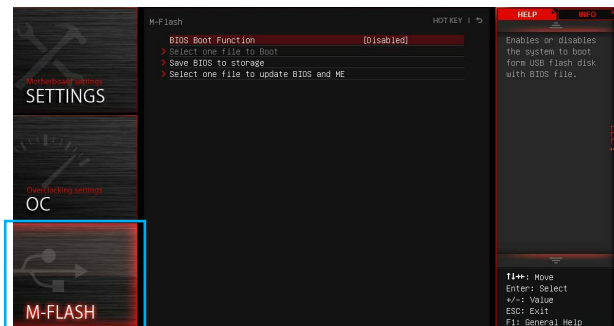 M-Flash
HOT KEY
HELP
INFO
BIOS Boot Function [Disabled]
Select one file to Boot
Save BIOS to storage
Select one file to update BIOS and ME
Motherboard settings
SETTINGS
Overclocking settings
OC
M-FLASH
Enables or disables
the system to boot
form USB flash disk
with BIOS file.
↑↓→←: Move
Enter: Select
+/-: Value
ESC: Exit
F1: General Help